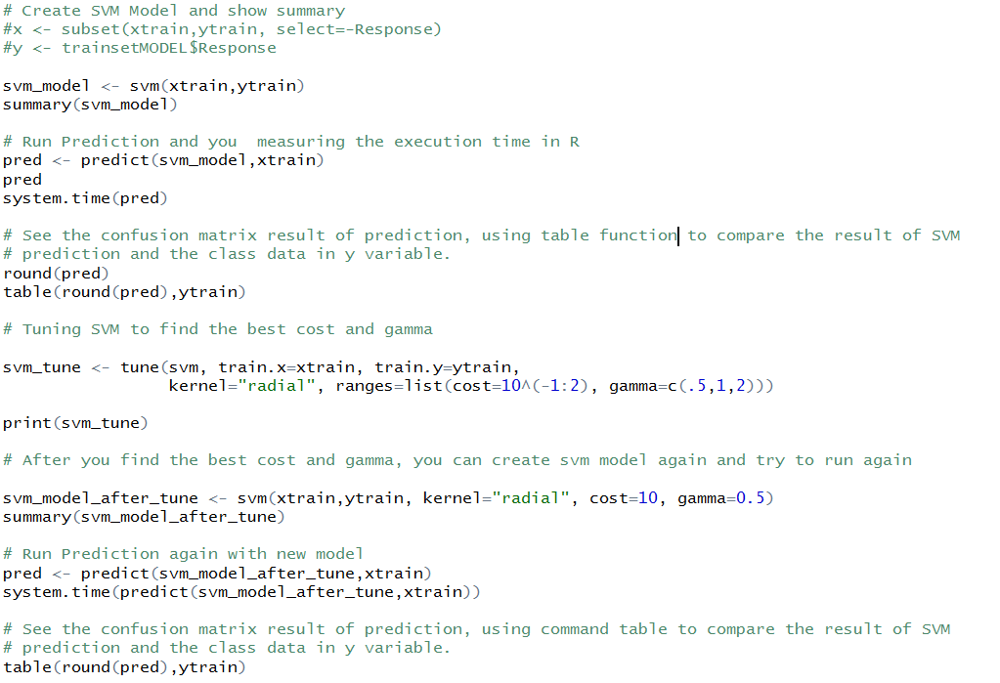 # Create SVM Model and show summary
#x <- subset(xtrain,ytrain, select=-Response)
#y <- trainsetMODEL$Response
svm_model <- svm(xtrain,ytrain)
summary(svm_model)
# Run Prediction and you  measuring the execution time in R
pred <- predict(svm_model,xtrain)
pred
system.time(pred)
# See the confusion matrix result of prediction, using table function to compare the result of SVM
# prediction and the class data in y variable.
round(pred)
table(round(pred),ytrain)
# Tuning SVM to find the best cost and gamma
svm_tune <- tune(svm, train.x=xtrain, train.y=ytrain,
kernel="radial", ranges=list(cost=10^(-1:2), gamma=c(.5,1,2)))
print(svm_tune)
# After you find the best cost and gamma, you can create svm model again and try to run again
svm_model_after_tune <- svm(xtrain,ytrain, kernel="radial", cost=10, gamma=0.5)
summary(svm_model_after_tune)
# Run Prediction again with new model
pred <- predict(svm_model_after_tune,xtrain)
system.time(predict(svm_model_after_tune,xtrain))
# See the confusion matrix result of prediction, using command table to compare the result of SVM
# prediction and the class data in y variable.
table(round(pred),ytrain)